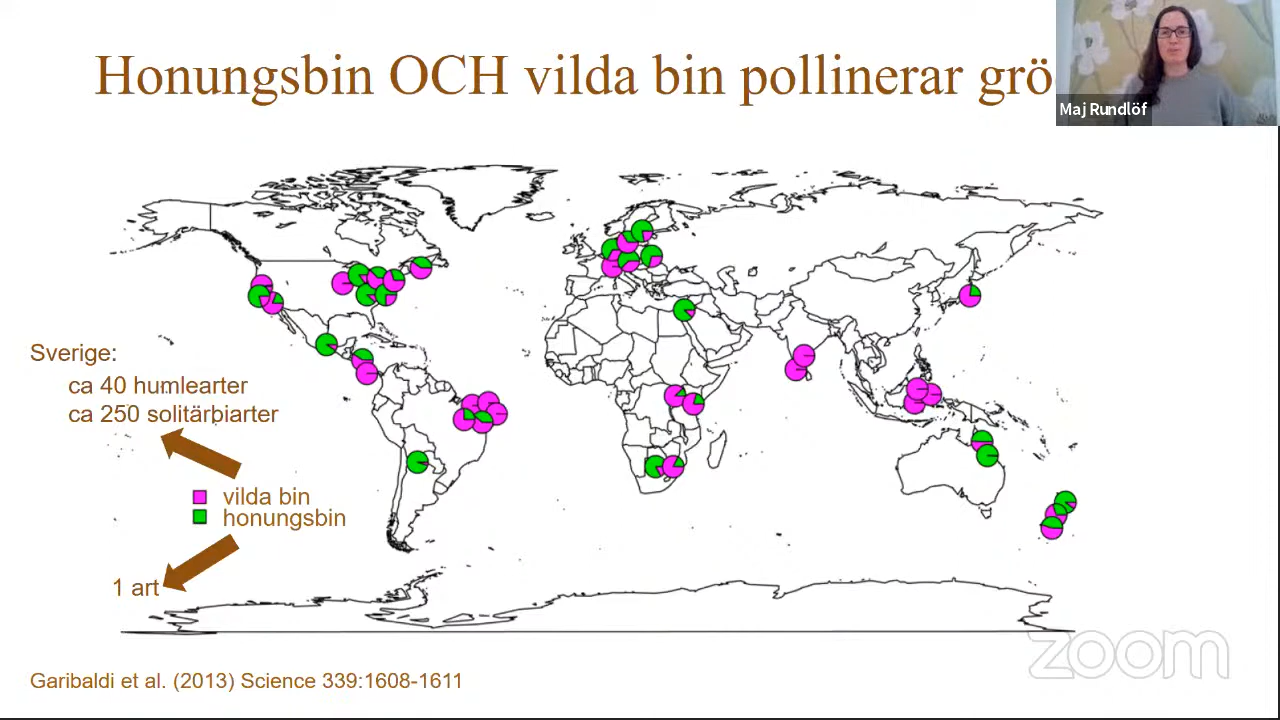 Honungsbin OCH vilda bin pollinerar
Maj Rundlöf
Sverige:
ca 40 humlearter
ca 250 solitärbiarter
vilda bin
honungsbin
1 art
zoom
Garibaldi et al. (2013) Science 339:1608-1611